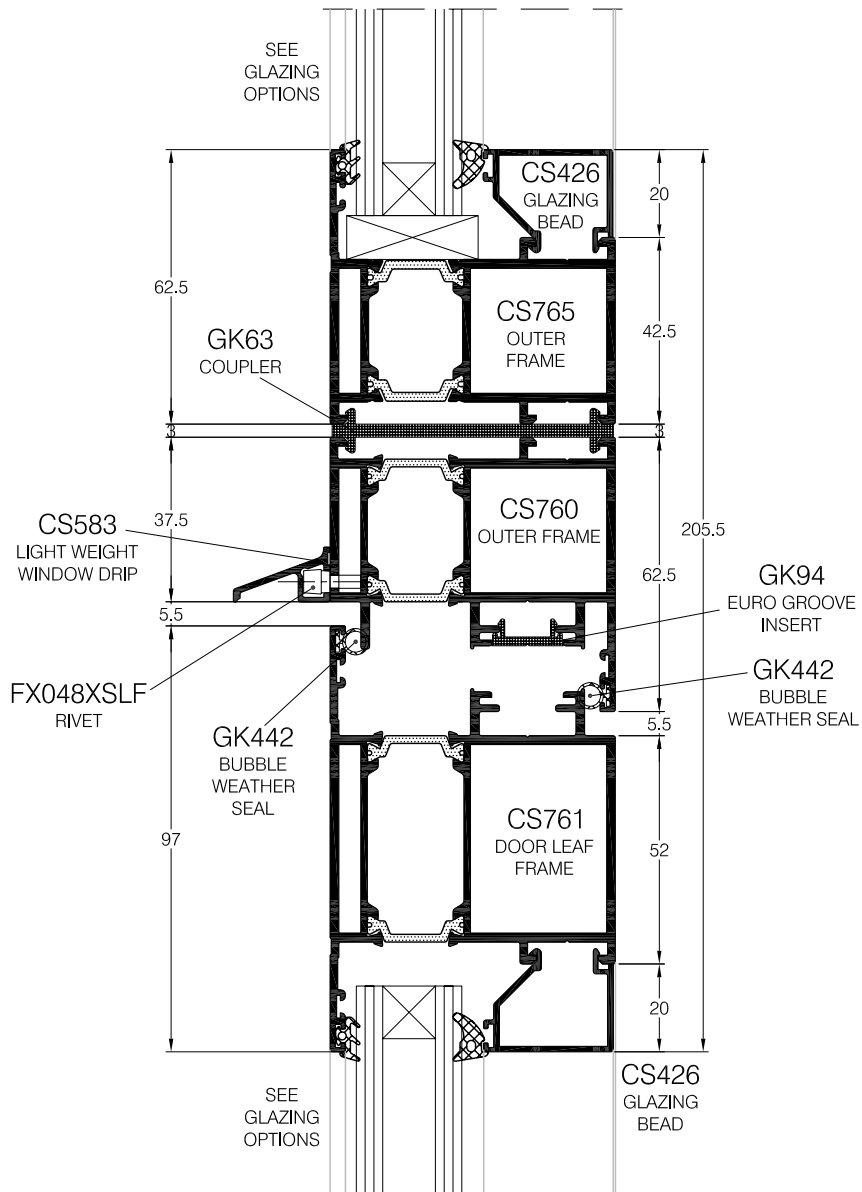 SEE
GLAZING
OPTIONS
CS426
GLAZING
BEAD
20
62.5
GK63
COUPLER
CS765
OUTER
FRAME
42.5
3
3
CS583
LIGHT WEIGHT
WINDOW DRIP
37.5
CS760
OUTER FRAME
205.5
62.5
GK94
EURO GROOVE
INSERT
5.5
FX048XSLF
RIVET
GK442
BUBBLE
WEATHER
SEAL
GK442
BUBBLE
WEATHER SEAL
5.5
97
CS761
DOOR LEAF
FRAME
52
20
SEE
GLAZING
OPTIONS
CS426
GLAZING
BEAD